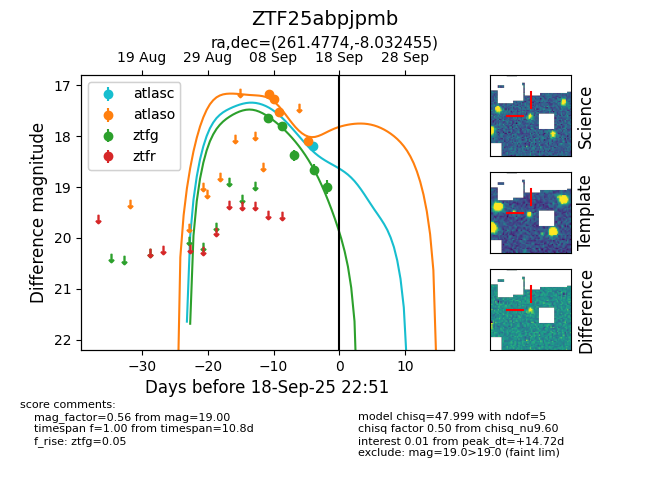 ZTF25abpjpmb
ra,dec=(261.4774,-8.032455)
19 Aug 29 Aug 08 Sep 18 Sep 28 Sep
17
18
19
20
21
22
Difference magnitude
atlasc
atlaso
ztfg
ztfr
−30 −20 −10 0 10
Days before 18-Sep-25 22:51
Science
Template
Difference
score comments:
mag_factor=0.56 from mag=19.00
timespan f=1.00 from timespan=10.8d
f_rise: ztfg=0.05
model chisq=47.999 with ndof=5
chisq factor 0.50 from chisq_nu9.60
interest 0.01 from peak_dt=+14.72d
exclude: mag=19.0>19.0 (faint lim)